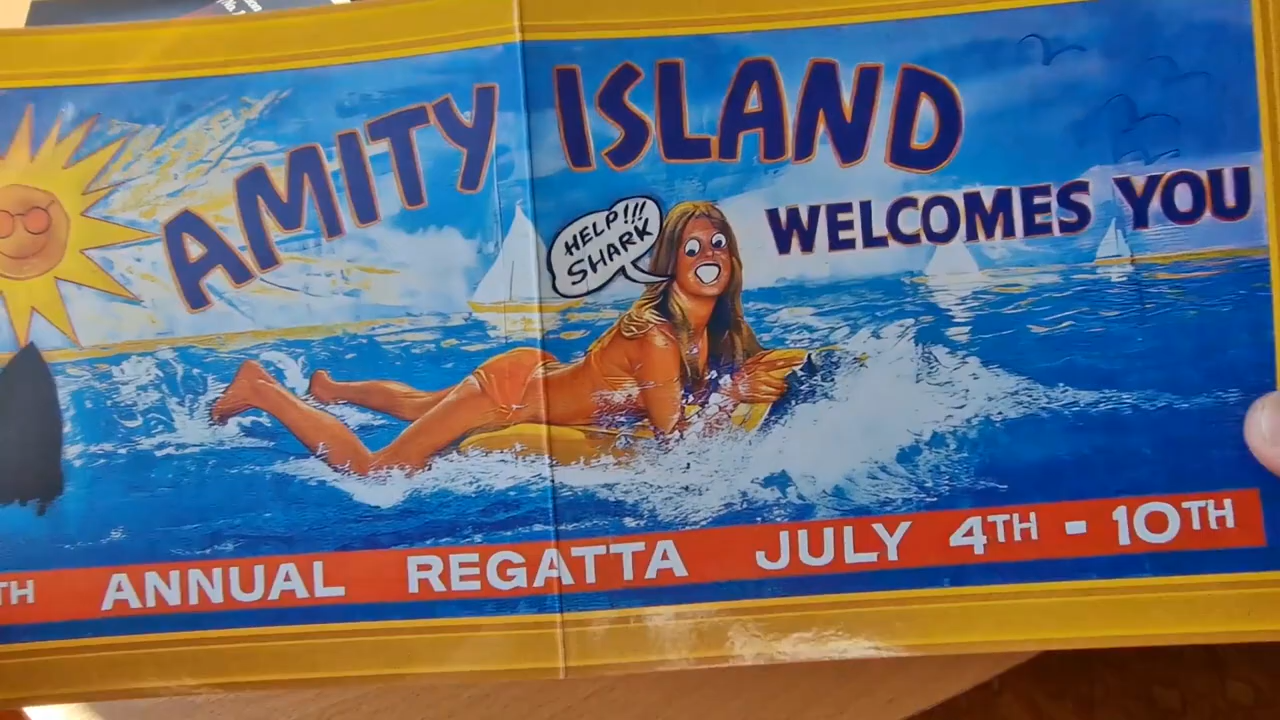 AMITY ISLAND
WELCOMES YOU
HELP!!!
SHARK
TH ANNUAL REGATTA JULY 4TH - 10TH